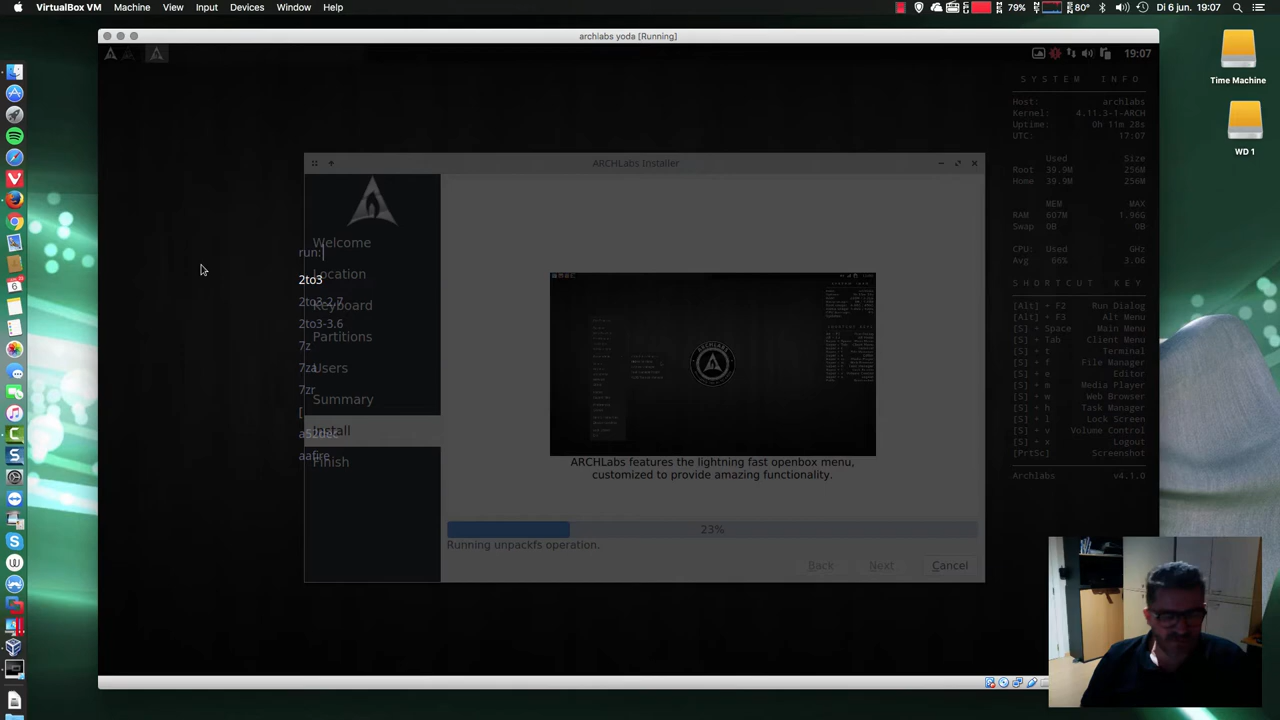 VirtualBox VM Machine View Input Devices Window Help
79% 80° Di 6 jun. 19:07
archlabs yoda [Running]
19:07
Time Machine
WD 1
SYSTEM INFO
Host: archlabs
Kernel: 4.11.3-1-ARCH
Uptime: 0h 11m 28s
UTC: 17:07
Used Size
Root 39.9M 256M
Home 39.9M 256M
MEM MAX
RAM 607M 1.96G
Swap 0B 0B
CPU: Used GHz
Avg 66% 3.06
SHORTCUT KEY
[Alt] + F2 Run Dialog
[Alt] + F3 Alt Menu
[S] + Space Main Menu
[S] + Tab Client Menu
[S] + t Terminal
[S] + f File Manager
[S] + e Editor
[S] + m Media Player
[S] + w Web Browser
[S] + h Task Manager
[S] + l Lock Screen
[S] + v Volume Control
[S] + x Logout
[PrtSc] Screenshot
Archlabs v4.1.0
ARCHLabs Installer
Welcome
Location
Keyboard
Partitions
Users
Summary
Install
Finish
run:
2to3
2to3-2.7
2to3-3.6
7z
7za
7zr
[
a52dec
aafire
ARCHLabs features the lightning fast openbox menu,
customized to provide amazing functionality.
23%
Running unpackfs operation.
Back Next Cancel